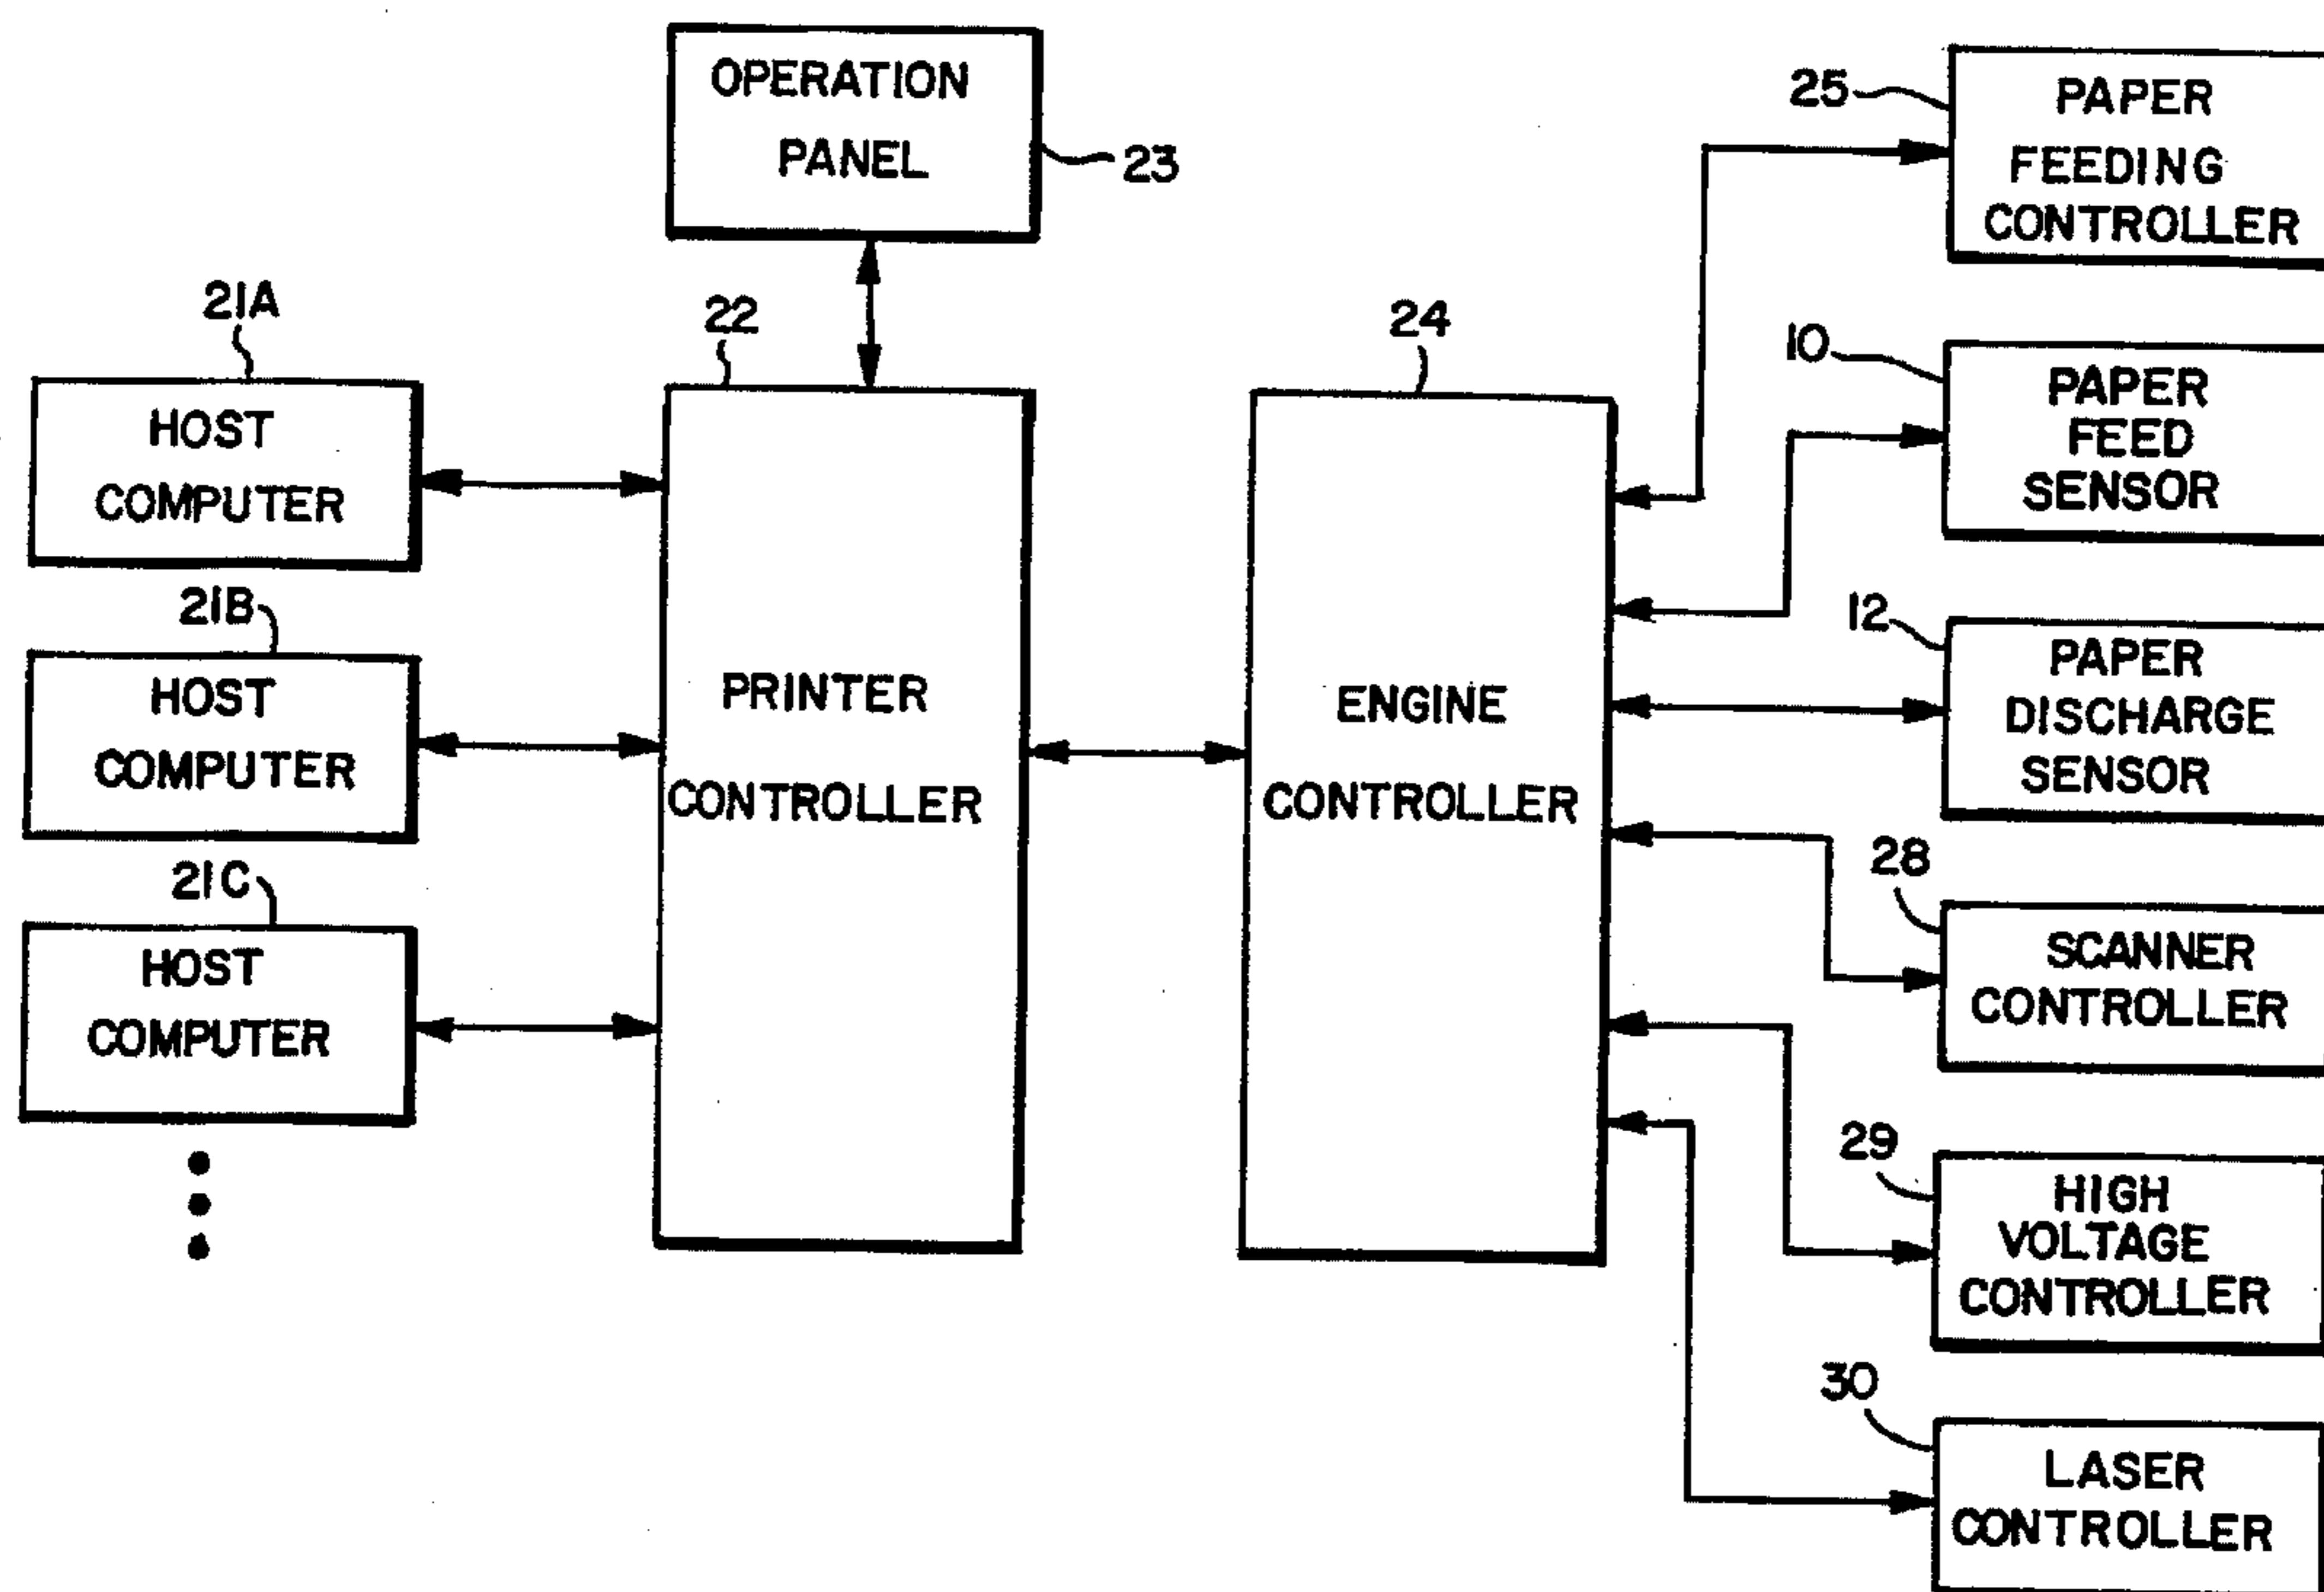 OPERATION
PANEL
23
21A
HOST
COMPUTER
21B
HOST
COMPUTER
21C
HOST
COMPUTER
22
PRINTER
CONTROLLER
24
ENGINE
CONTROLLER
25
PAPER
FEEDING
CONTROLLER
10
PAPER
FEED
SENSOR
12
PAPER
DISCHARGE
SENSOR
28
SCANNER
CONTROLLER
29
HIGH
VOLTAGE
CONTROLLER
30
LASER
CONTROLLER